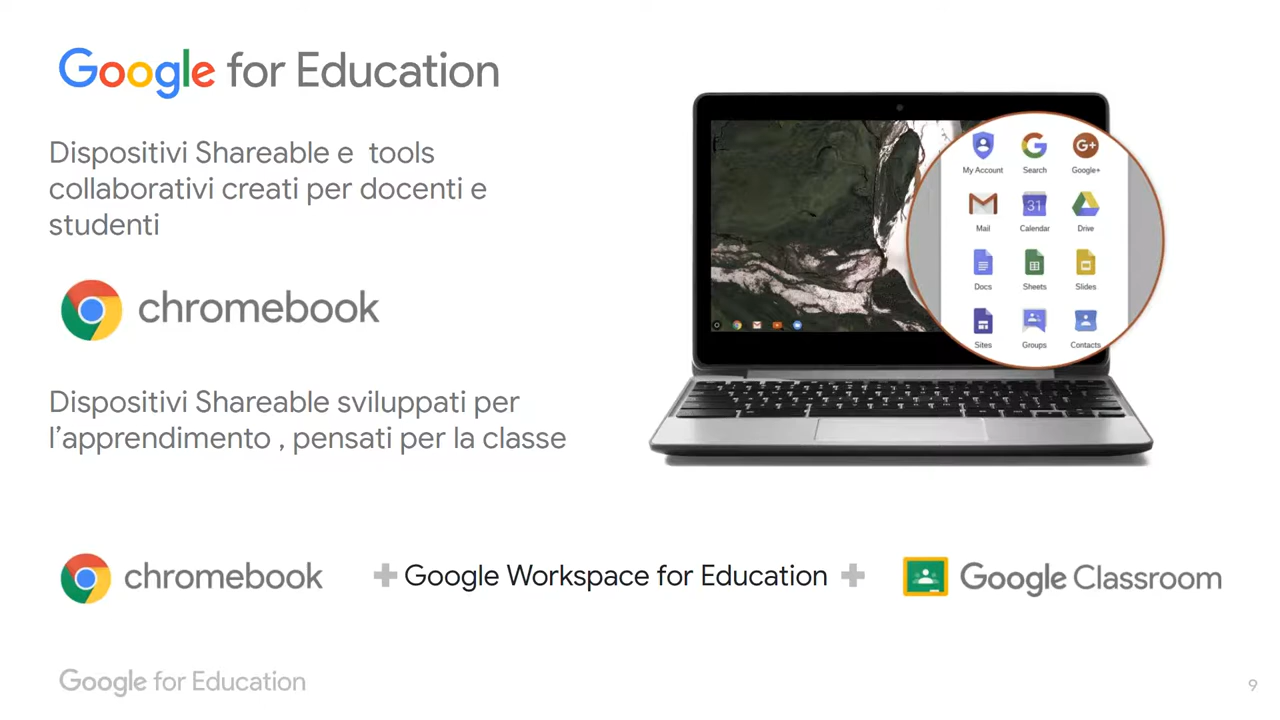 Google for Education
Dispositivi Shareable e tools
collaborativi creati per docenti e
studenti
chromebook
Dispositivi Shareable sviluppati per
l’apprendimento , pensati per la classe
My Account Search Google+
Mail Calendar Drive
Docs Sheets Slides
Sites Groups Contacts
chromebook + Google Workspace for Education + Google Classroom
Google for Education
9